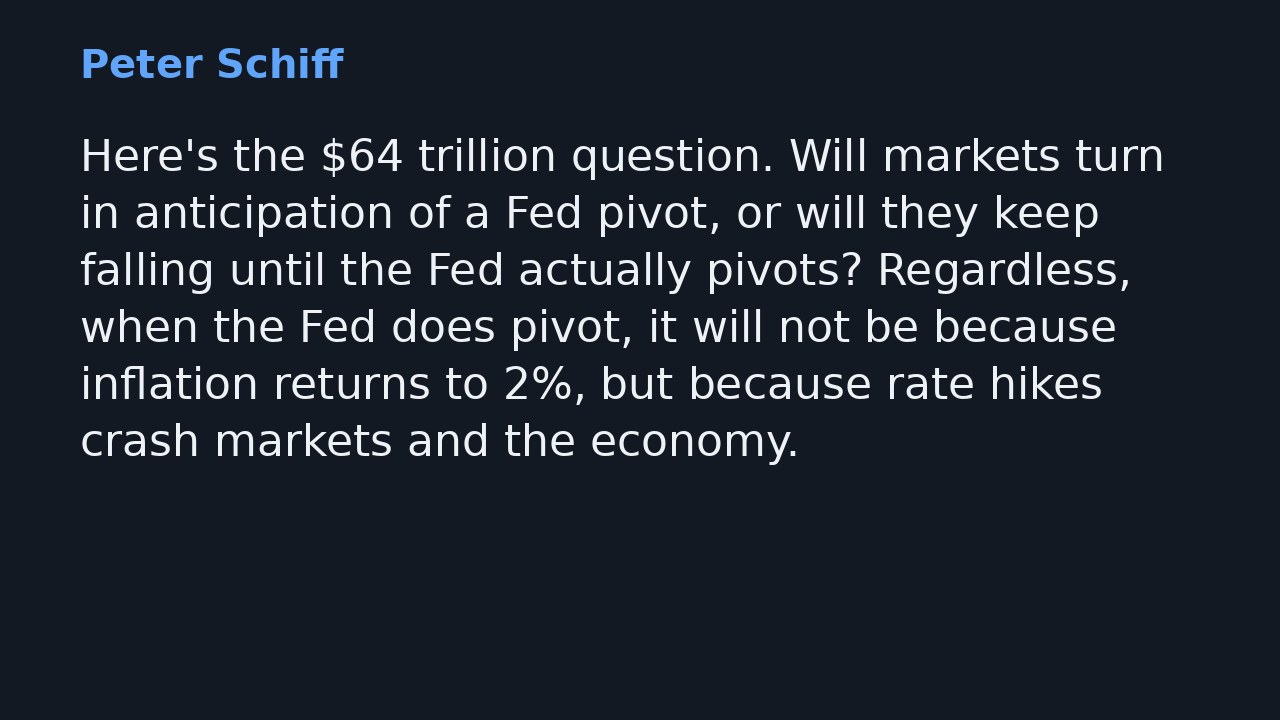 Peter Schiff
Here's the $64 trillion question. Will markets turn
in anticipation of a Fed pivot, or will they keep
falling until the Fed actually pivots? Regardless,
when the Fed does pivot, it will not be because
inflation returns to 2%, but because rate hikes
crash markets and the economy.